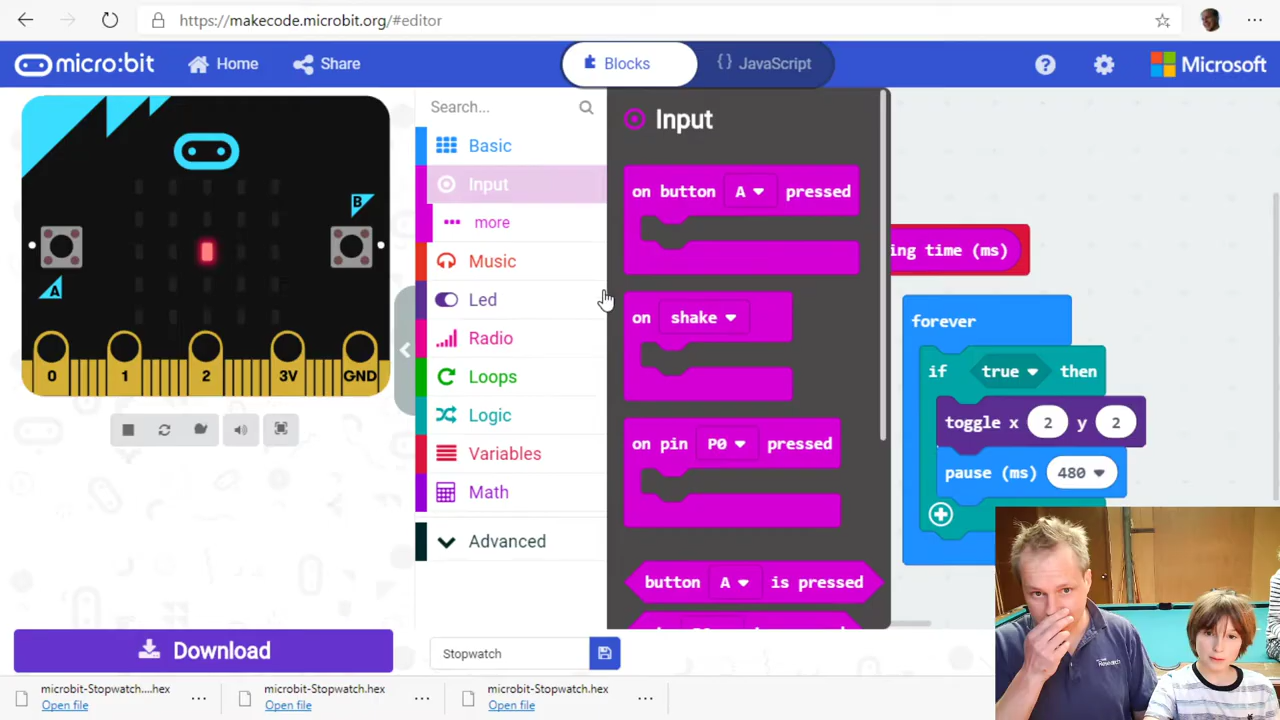 https://makecode.microbit.org/#editor
micro:bit
Home
Share
Blocks
{} JavaScript
?
Microsoft
Search...
Basic
Input
more
Music
Led
Radio
Loops
Logic
Variables
Math
Advanced
Input
on button A pressed
on shake
on pin P0 pressed
button A is pressed
ing time (ms)
forever
if true then
toggle x 2 y 2
pause (ms) 480
A
B
0 1 2 3V GND
Download
Stopwatch
microbit-Stopwatch....hex
Open file
microbit-Stopwatch.hex
Open file
microbit-Stopwatch.hex
Open file